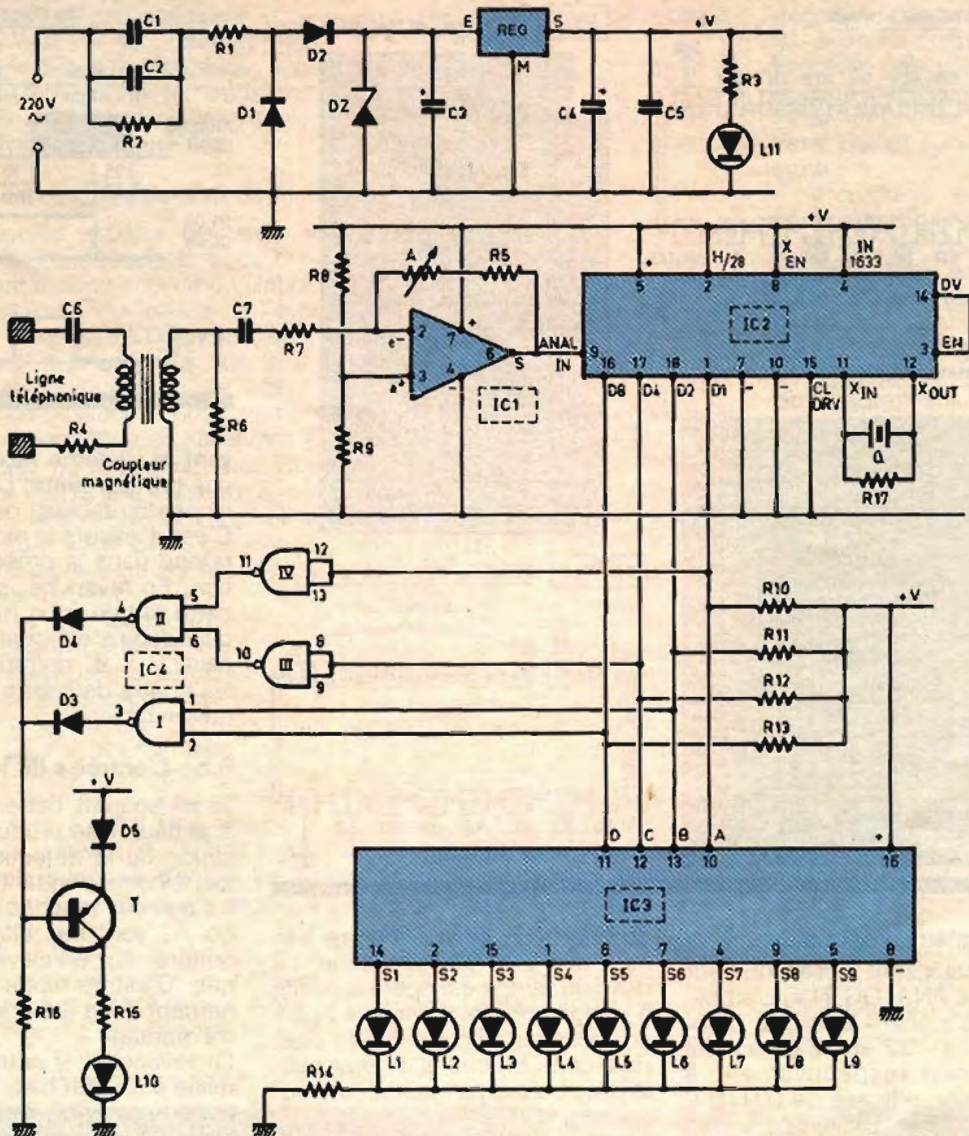 C1
C2
R2
220V
~
R1
D1
D2
DZ
C3
+
E
REG
S
M
C4
+
C5
+V
R3
L11
C6
Ligne
téléphonique
R4
Coupleur
magnétique
C7
R6
R7
R8
R9
A
R5
2
e-
3
e+
7
+
4
-
6
S
IC1
ANAL
IN
+V
+
5
H/28
2
X
EN
8
IN
1633
4
IC2
14
DV
3
EN
9
16
17
18
1
7
10
15
11
12
D8
D4
D2
D1
-
-
CL
DRV
XIN
XOUT
Q
R17
11
IV
12
13
4
II
5
6
D4
IC4
10
III
8
9
D3
3
I
1
2
R10
R11
R12
R13
+V
+V
D5
T
R16
R15
L10
D
C
B
A
+
11
12
13
10
16
IC3
14
2
15
1
6
7
4
9
5
8
S1
S2
S3
S4
S5
S6
S7
S8
S9
L1
L2
L3
L4
L5
L6
L7
L8
L9
R14